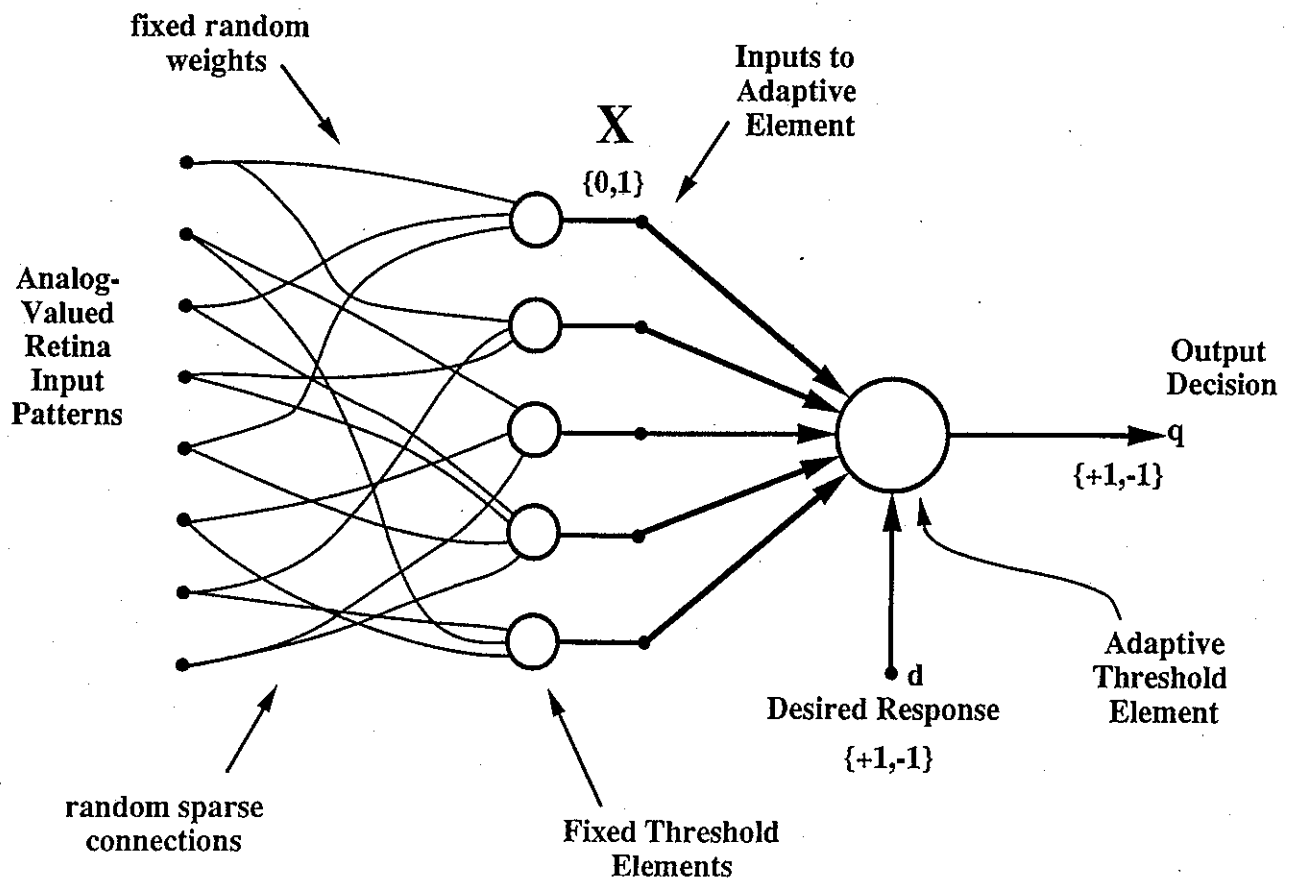 fixed random
weights
Inputs to
Adaptive
Element
X
{0,1}
Analog-
Valued
Retina
Input
Patterns
Output
Decision
q
{+1,-1}
d
Desired Response
{+1,-1}
Adaptive
Threshold
Element
random sparse
connections
Fixed Threshold
Elements